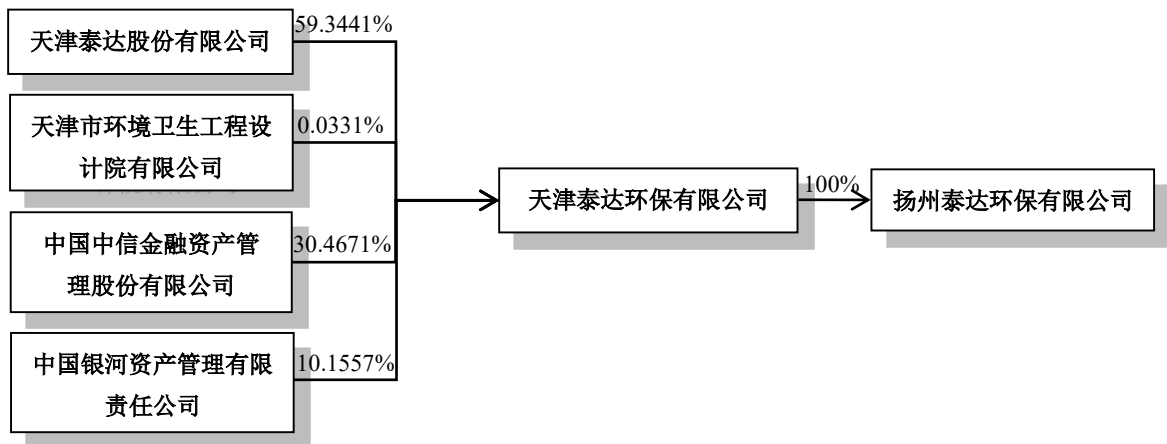 天津泰达股份有限公司
59.3441%
天津市环境卫生工程设
计院有限公司
0.0331%
中国中信金融资产管
理股份有限公司
30.4671%
中国银河资产管理有限
责任公司
10.1557%
天津泰达环保有限公司
100%
扬州泰达环保有限公司